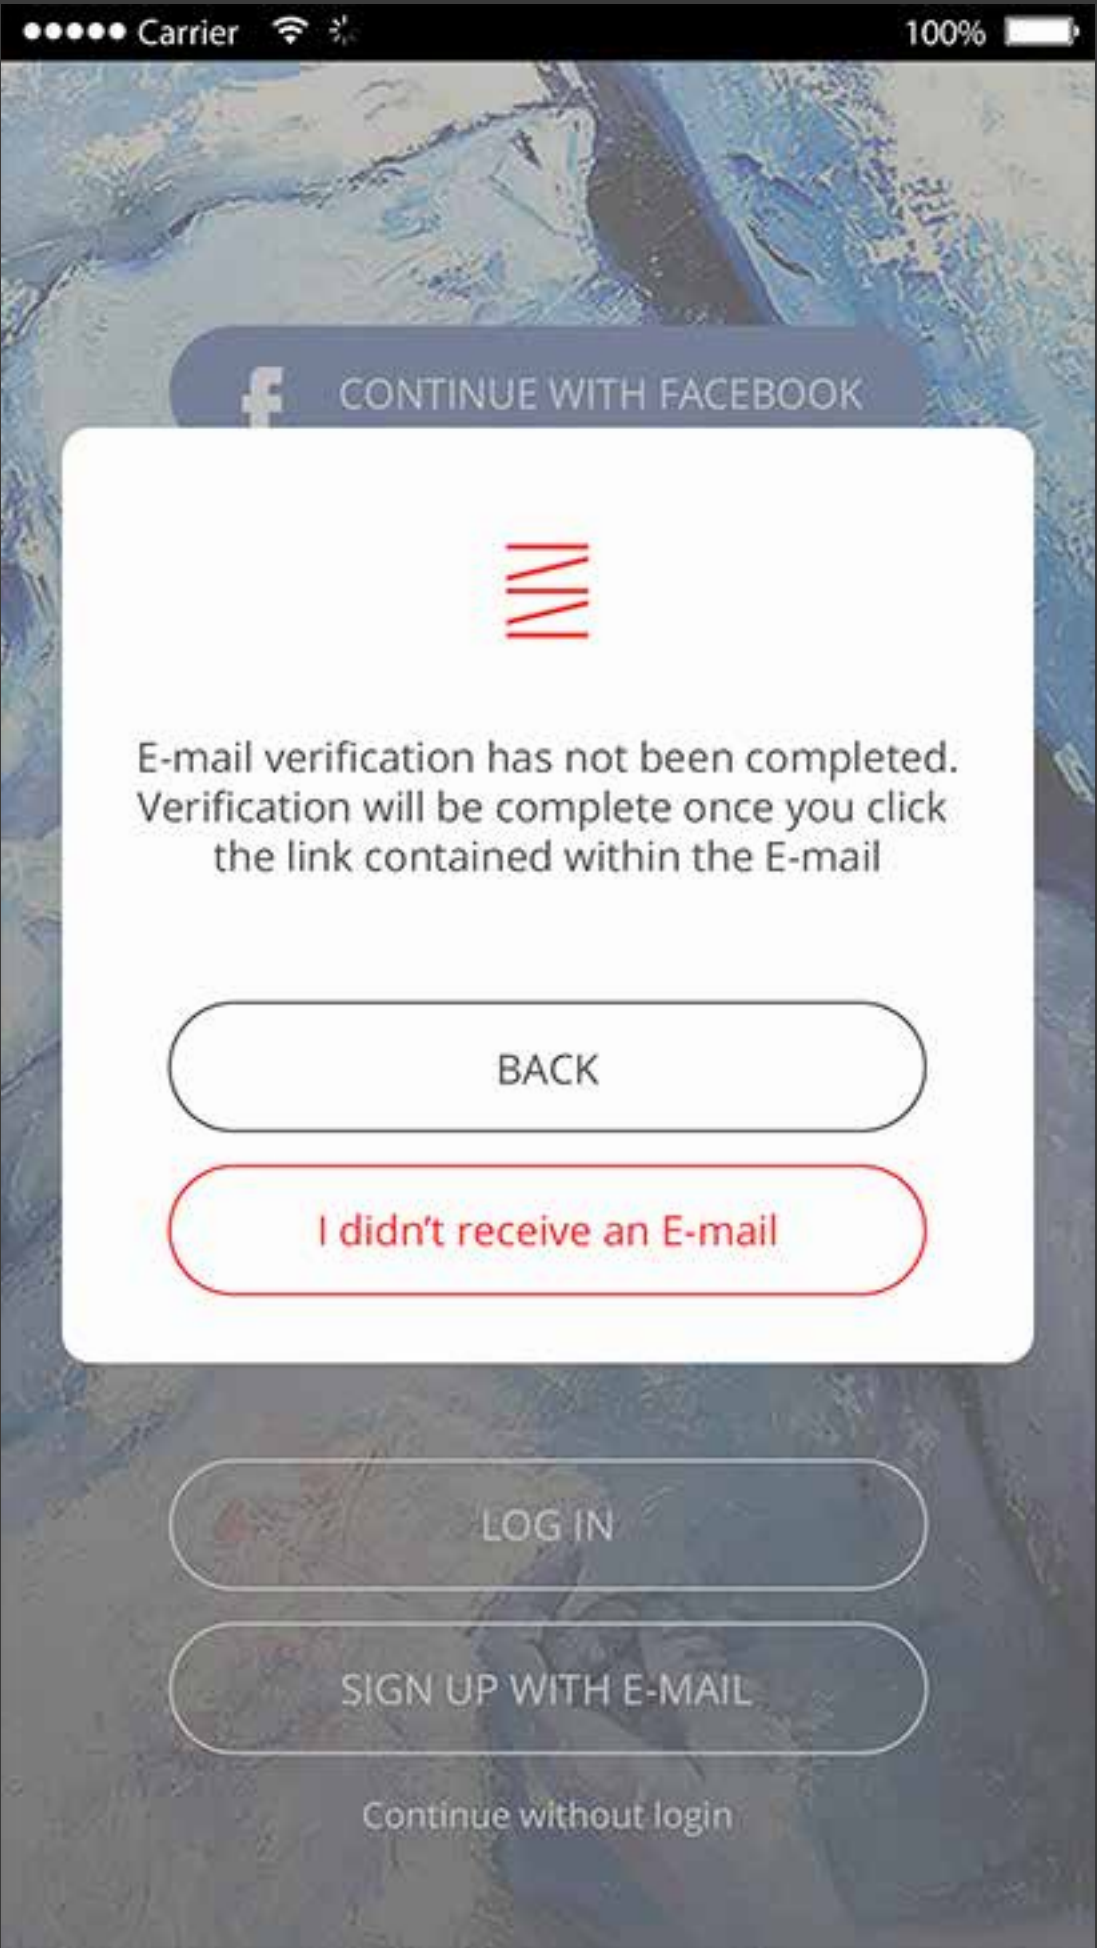 Carrier 100%
CONTINUE WITH FACEBOOK
E-mail verification has not been completed.
Verification will be complete once you click
the link contained within the E-mail
BACK
I didn't receive an E-mail
LOG IN
SIGN UP WITH E-MAIL
Continue without login